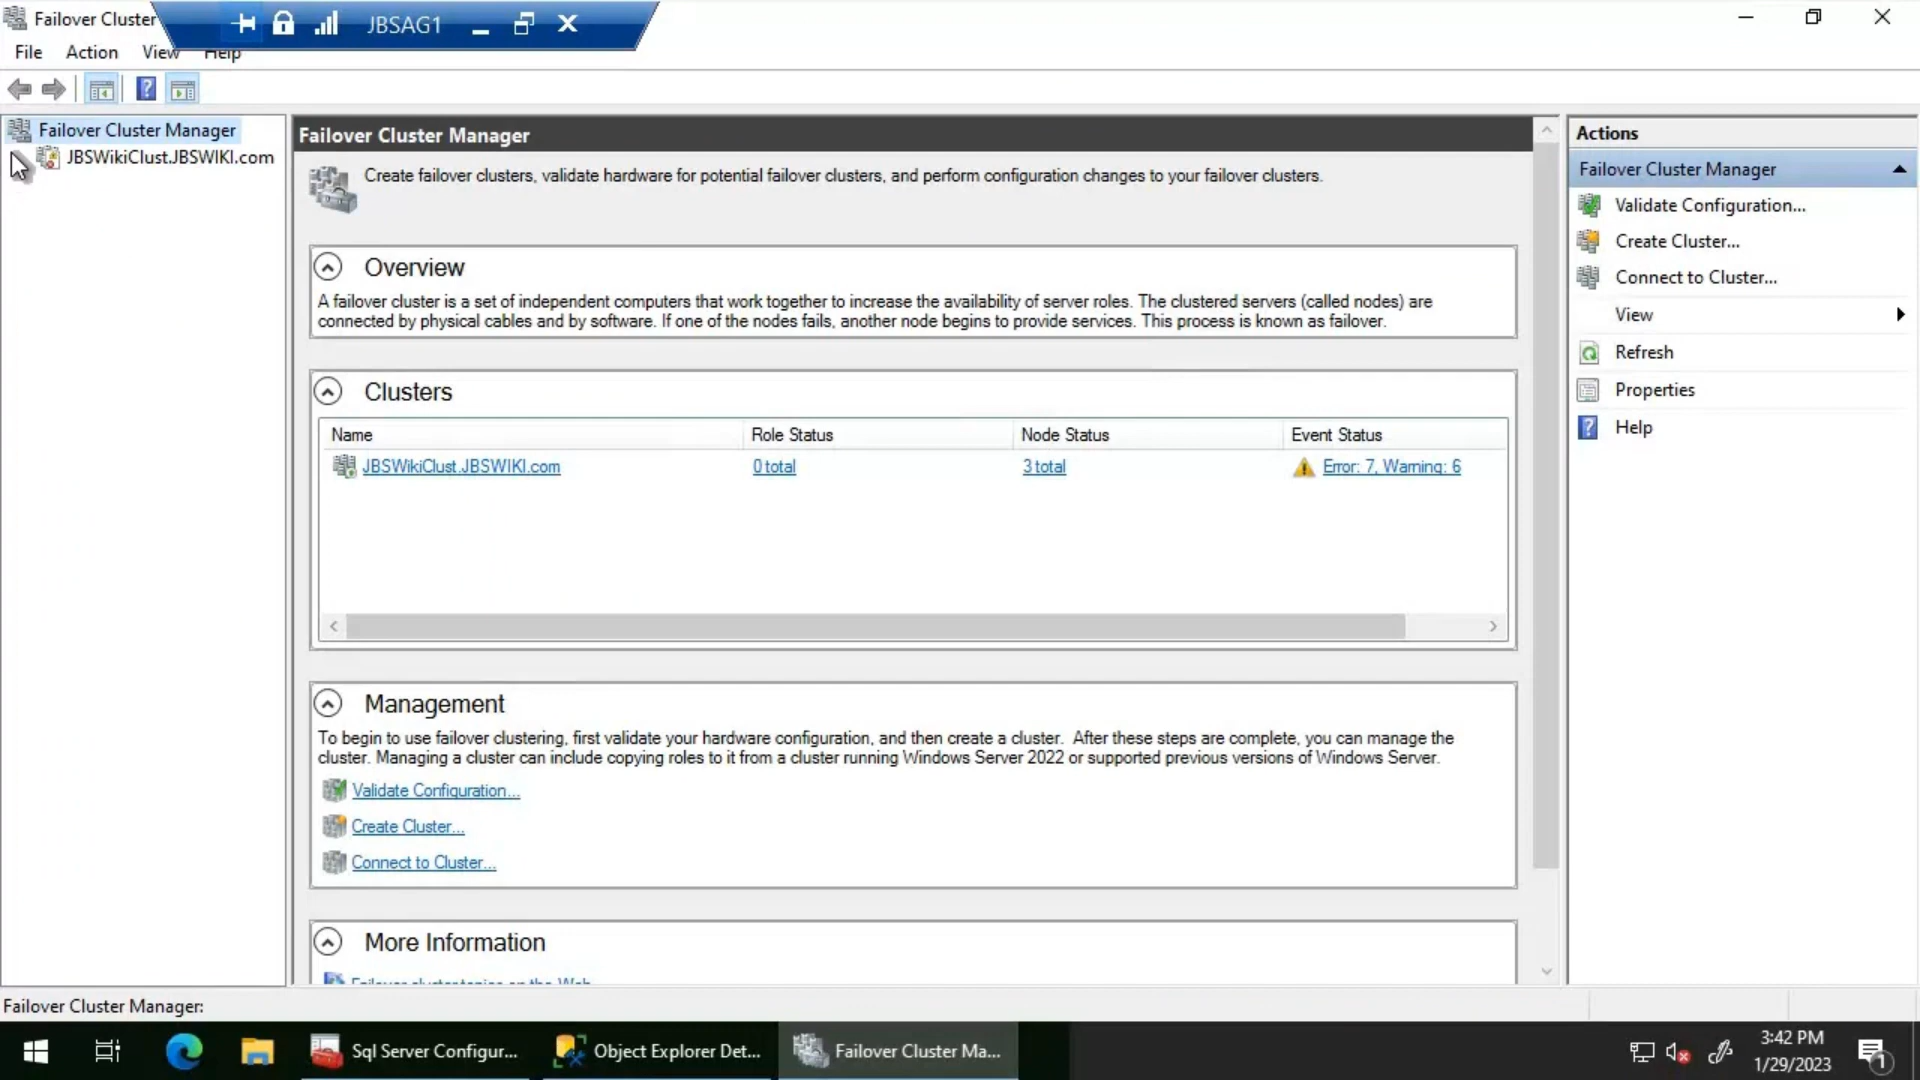 Failover Cluster
JBSAG1
File Action View Help
Failover Cluster Manager
JBSWikiClust.JBSWIKI.com
Failover Cluster Manager
Create failover clusters, validate hardware for potential failover clusters, and perform configuration changes to your failover clusters.
Overview
A failover cluster is a set of independent computers that work together to increase the availability of server roles. The clustered servers (called nodes) are
connected by physical cables and by software. If one of the nodes fails, another node begins to provide services. This process is known as failover.
Clusters
Name Role Status Node Status Event Status
JBSWikiClust.JBSWIKI.com 0 total 3 total Error: 7, Warning: 6
Management
To begin to use failover clustering, first validate your hardware configuration, and then create a cluster. After these steps are complete, you can manage the
cluster. Managing a cluster can include copying roles to it from a cluster running Windows Server 2022 or supported previous versions of Windows Server.
Validate Configuration...
Create Cluster...
Connect to Cluster...
More Information
Failover cluster topics on the Web
Actions
Failover Cluster Manager
Validate Configuration...
Create Cluster...
Connect to Cluster...
View
Refresh
Properties
Help
Failover Cluster Manager:
Sql Server Configur... Object Explorer Det... Failover Cluster Ma...
3:42 PM
1/29/2023
1